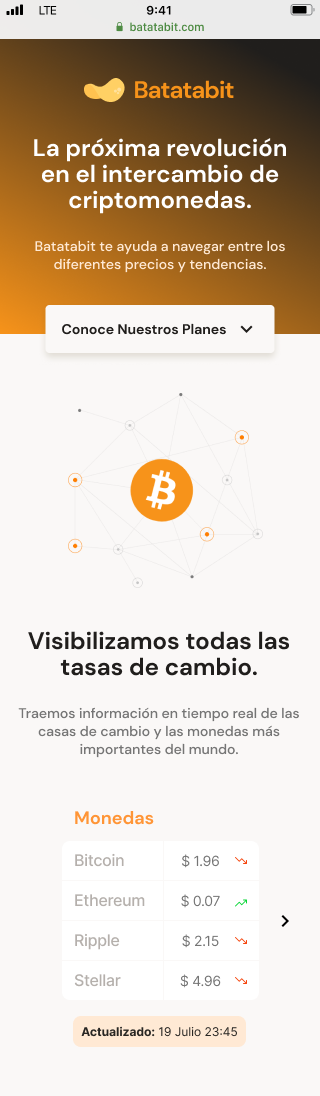 LTE 9:41
batatabit.com
Batatabit
La próxima revolución
en el intercambio de
criptomonedas.
Batatabit te ayuda a navegar entre los
diferentes precios y tendencias.
Conoce Nuestros Planes
Visibilizamos todas las
tasas de cambio.
Traemos información en tiempo real de las
casas de cambio y las monedas más
importantes del mundo.
Monedas
Bitcoin $ 1.96
Ethereum $ 0.07
Ripple $ 2.15
Stellar $ 4.96
Actualizado: 19 Julio 23:45